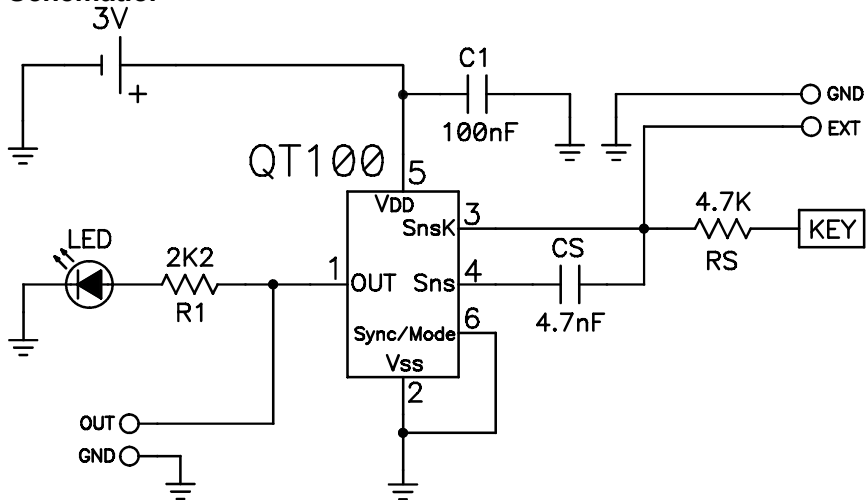 3V
+
C1
100nF
GND
EXT
QT100
5
VDD
SnsK
3
4.7K
KEY
RS
LED
2K2
R1
1
OUT
Sns
4
CS
4.7nF
Sync/Mode
6
Vss
2
OUT
GND